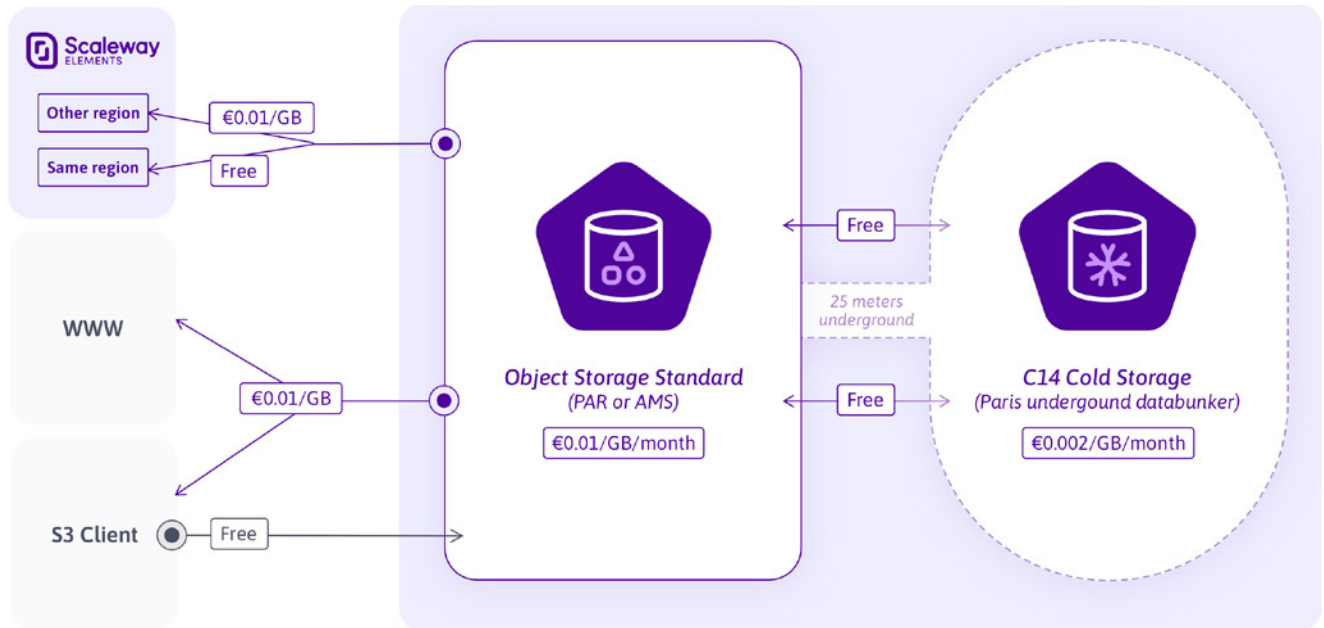 Scaleway
ELEMENTS
Other region
Same region
€0.01/GB
Free
WWW
€0.01/GB
S3 Client
Free
Object Storage Standard
(PAR or AMS)
€0.01/GB/month
Free
25 meters
underground
Free
C14 Cold Storage
(Paris undergound databunker)
€0.002/GB/month